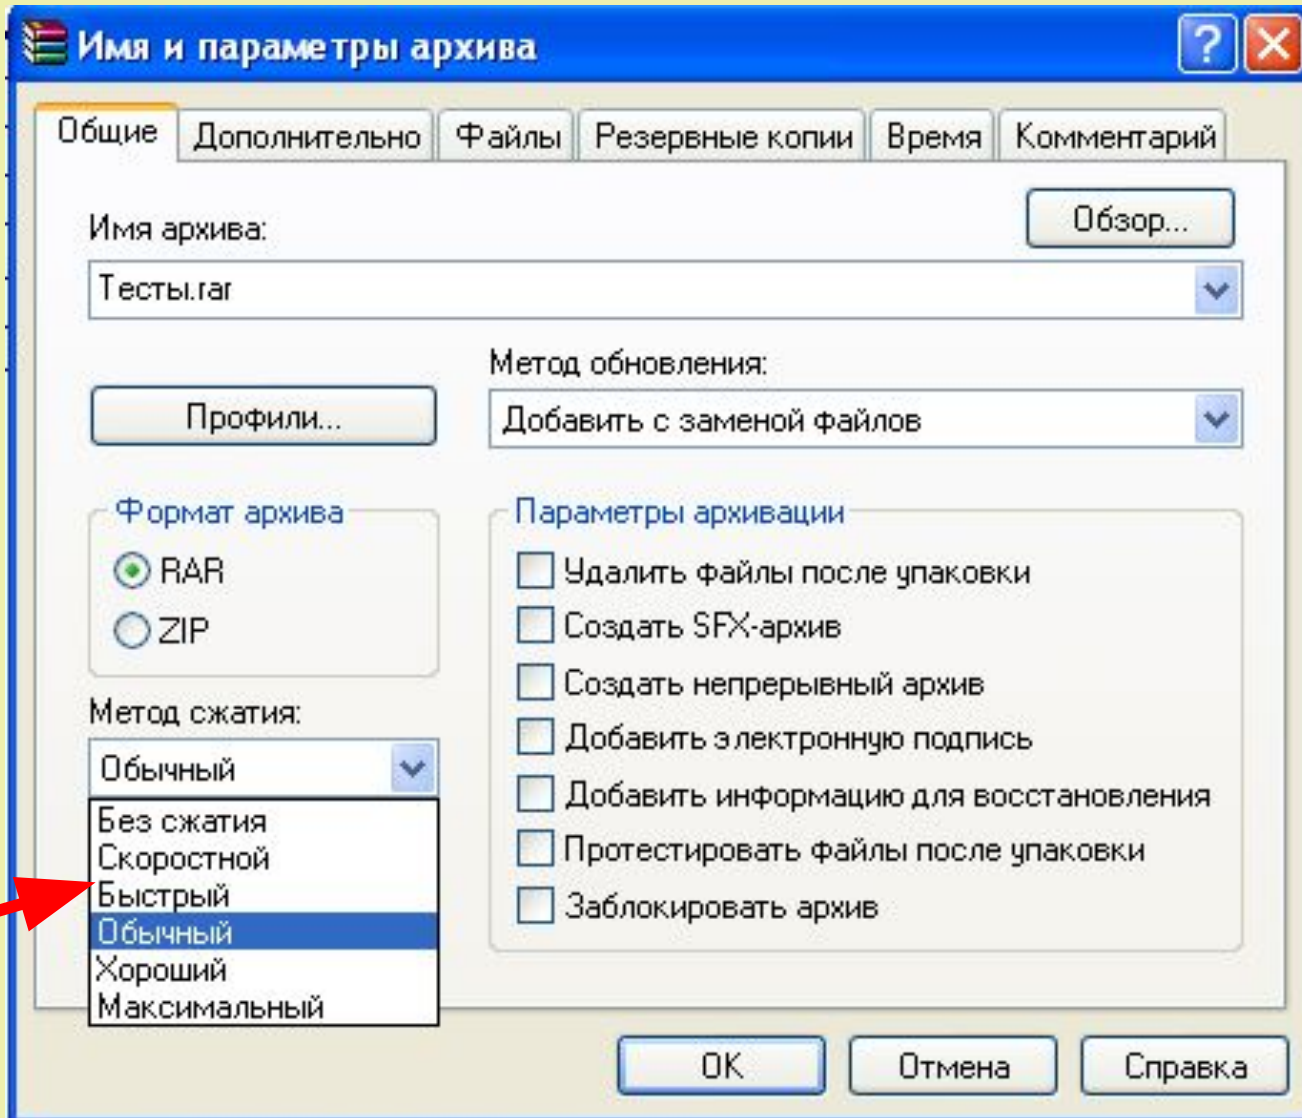 Имя и параметры архива
Общие Дополнительно Файлы Резервные копии Время Комментарий
Обзор...
Имя архива:
Тесты.rar
Метод обновления:
Профили...
Добавить с заменой файлов
Формат архива
RAR
ZIP
Метод сжатия:
Обычный
Без сжатия
Скоростной
Быстрый
Обычный
Хороший
Максимальный
Параметры архивации
Удалить файлы после упаковки
Создать SFX-архив
Создать непрерывный архив
Добавить электронную подпись
Добавить информацию для восстановления
Протестировать файлы после упаковки
Заблокировать архив
OK Отмена Справка